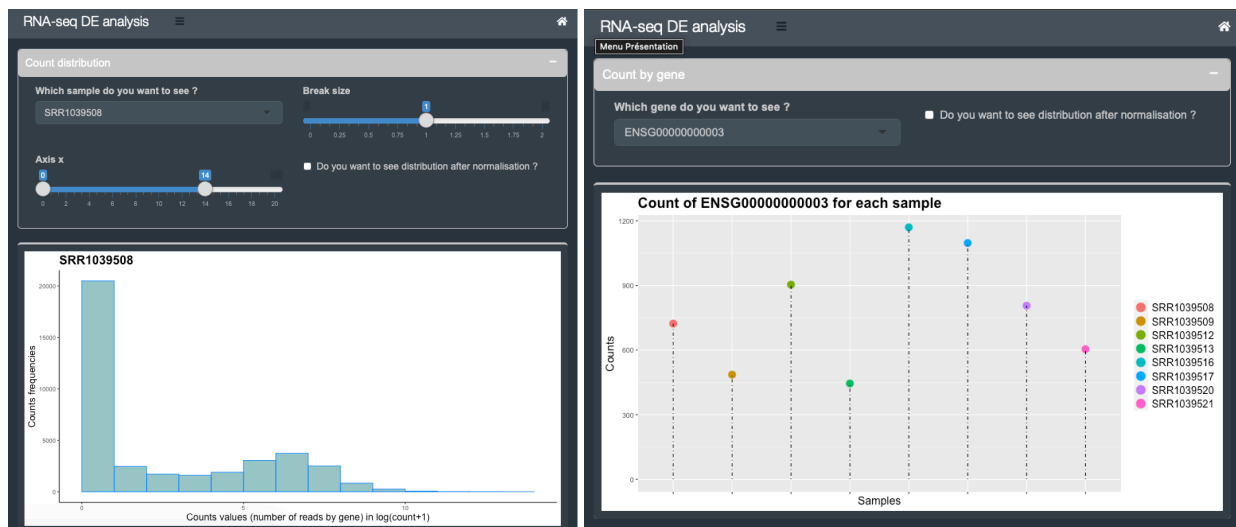 RNA-seq DE analysis
Count distribution
Which sample do you want to see ?
SRR1039508
Break size
1
0 0.25 0.5 0.75 1 1.25 1.5 1.75 2
Axis x
0 14
0 2 4 6 8 10 12 14 16 18 20
Do you want to see distribution after normalisation ?
SRR1039508
Counts frequencies
20000
15000
10000
5000
0
0 5 10
Counts values (number of reads by gene) in log(count+1)
RNA-seq DE analysis
Menu Présentation
Count by gene
Which gene do you want to see ?
ENSG00000000003
Do you want to see distribution after normalisation ?
Count of ENSG00000000003 for each sample
Counts
1200
900
600
300
0
Samples
SRR1039508
SRR1039509
SRR1039512
SRR1039513
SRR1039516
SRR1039517
SRR1039520
SRR1039521